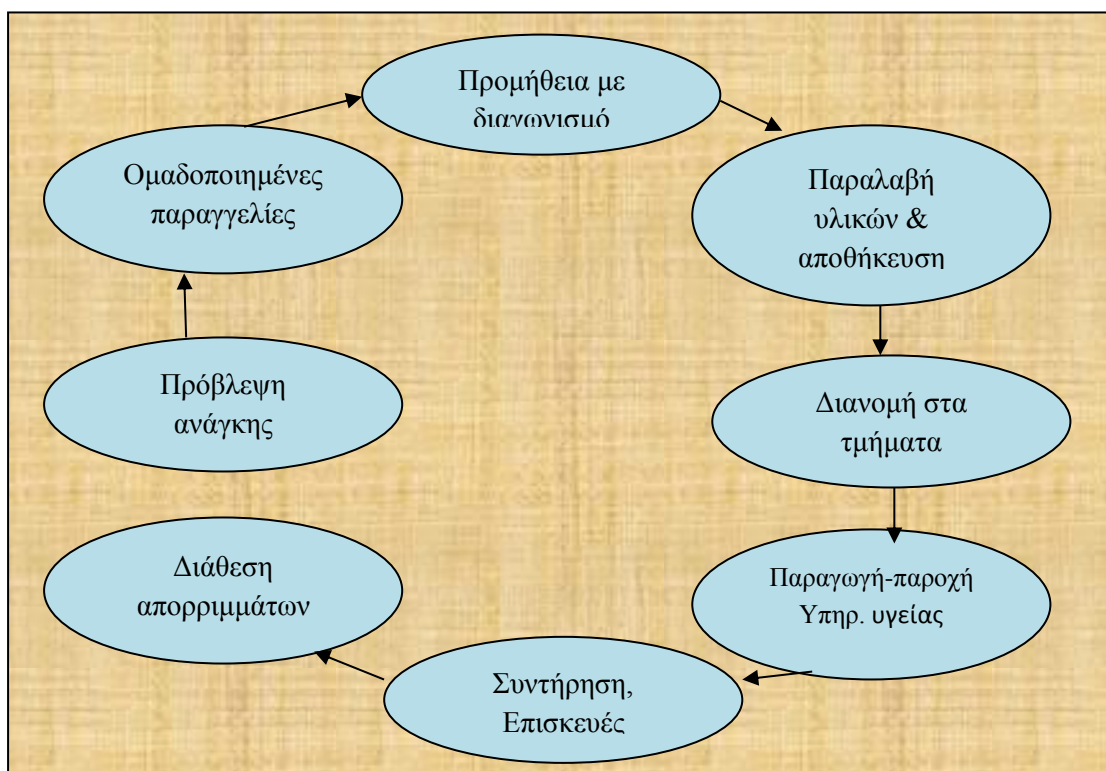 Προμήθεια με
διαγωνισμό
Ομαδοποιημένες
παραγγελίες
Παραλαβή
υλικών &
αποθήκευση
Πρόβλεψη
ανάγκης
Διανομή στα
τμήματα
Διάθεση
απορριμμάτων
Παραγωγή-παροχή
Υπηρ. υγείας
Συντήρηση,
Επισκευές